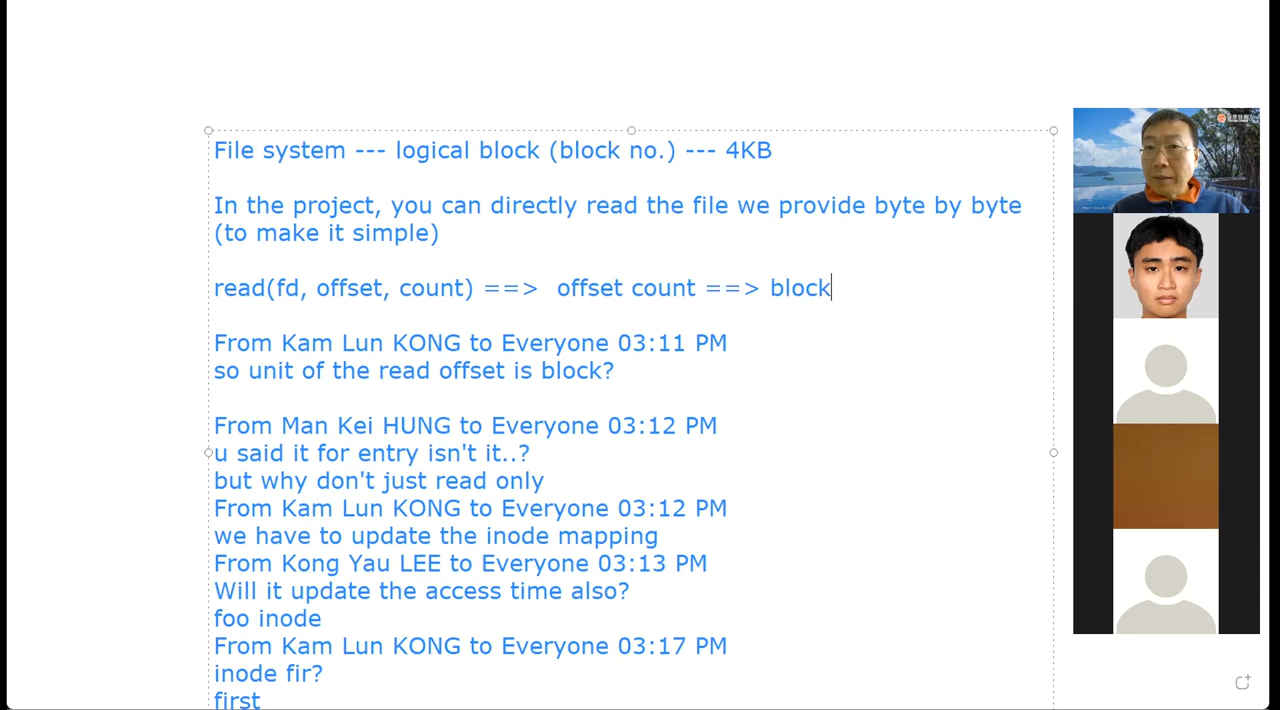 File system --- logical block (block no.) --- 4KB
In the project, you can directly read the file we provide byte by byte
(to make it simple)
read(fd, offset, count) ==>  offset count ==> block
From Kam Lun KONG to Everyone 03:11 PM
so unit of the read offset is block?
From Man Kei HUNG to Everyone 03:12 PM
u said it for entry isn't it..?
but why don't just read only
From Kam Lun KONG to Everyone 03:12 PM
we have to update the inode mapping
From Kong Yau LEE to Everyone 03:13 PM
Will it update the access time also?
foo inode
From Kam Lun KONG to Everyone 03:17 PM
inode fir?
first